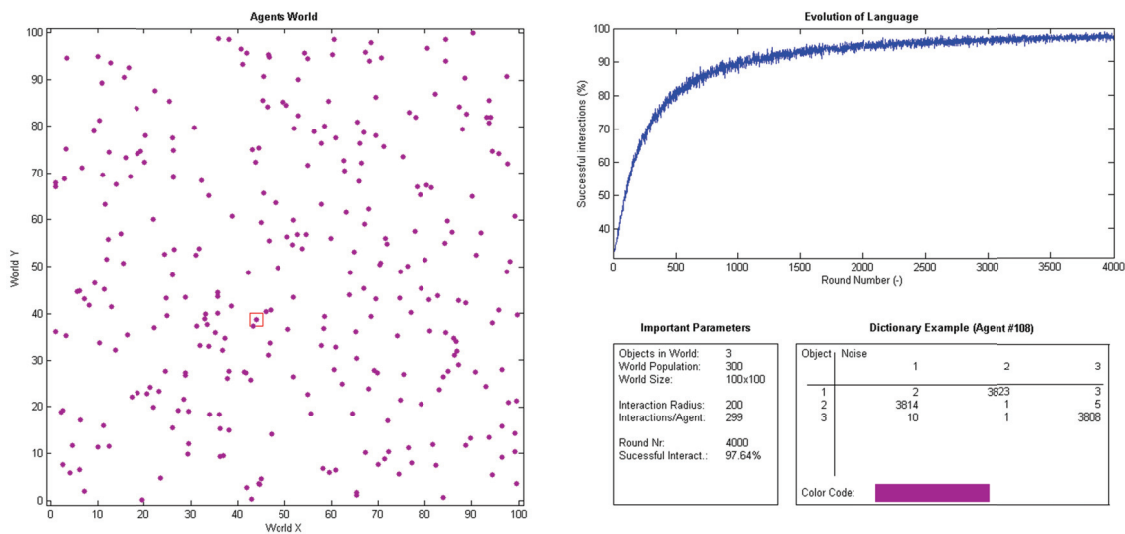 Agents World
100
90
80
70
60
50
40
30
20
10
0
World Y
0 10 20 30 40 50 60 70 80 90 100
World X
Evolution of Language
100
90
80
70
60
50
40
Successful interactions (%)
0 500 1000 1500 2000 2500 3000 3500 4000
Round Number (-)
Important Parameters
Objects in World: 3
World Population: 300
World Size: 100x100
Interaction Radius: 200
Interactions/Agent: 299
Round Nr: 4000
Sucessful Interact.: 97.64%
Dictionary Example (Agent #108)
Object Noise
1 2 3
1 2 3823 3
2 3814 1 5
3 10 1 3808
Color Code: